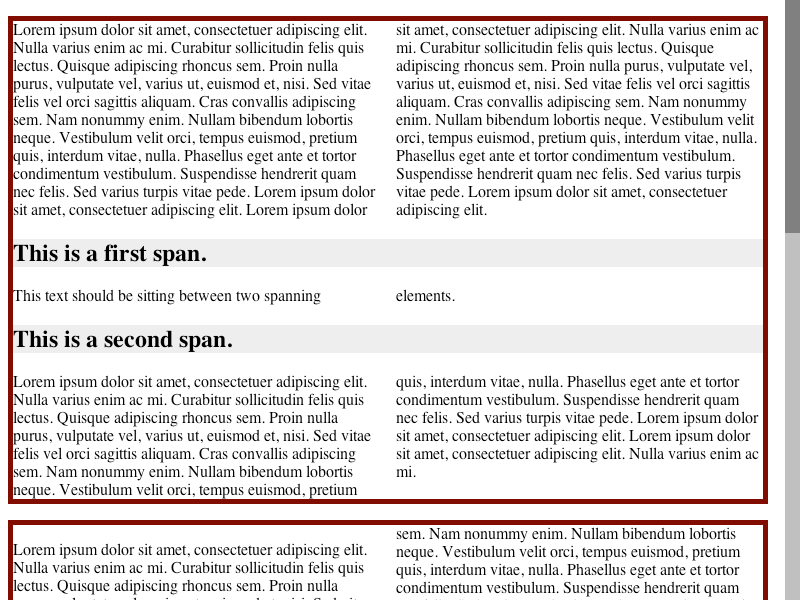 Lorem ipsum dolor sit amet, consectetuer adipiscing elit.
Nulla varius enim ac mi. Curabitur sollicitudin felis quis
lectus. Quisque adipiscing rhoncus sem. Proin nulla
purus, vulputate vel, varius ut, euismod et, nisi. Sed vitae
felis vel orci sagittis aliquam. Cras convallis adipiscing
sem. Nam nonummy enim. Nullam bibendum lobortis
neque. Vestibulum velit orci, tempus euismod, pretium
quis, interdum vitae, nulla. Phasellus eget ante et tortor
condimentum vestibulum. Suspendisse hendrerit quam
nec felis. Sed varius turpis vitae pede. Lorem ipsum dolor
sit amet, consectetuer adipiscing elit. Lorem ipsum dolor
sit amet, consectetuer adipiscing elit. Nulla varius enim ac
mi. Curabitur sollicitudin felis quis lectus. Quisque
adipiscing rhoncus sem. Proin nulla purus, vulputate vel,
varius ut, euismod et, nisi. Sed vitae felis vel orci sagittis
aliquam. Cras convallis adipiscing sem. Nam nonummy
enim. Nullam bibendum lobortis neque. Vestibulum velit
orci, tempus euismod, pretium quis, interdum vitae, nulla.
Phasellus eget ante et tortor condimentum vestibulum.
Suspendisse hendrerit quam nec felis. Sed varius turpis
vitae pede. Lorem ipsum dolor sit amet, consectetuer
adipiscing elit.
This is a first span.
This text should be sitting between two spanning
elements.
This is a second span.
Lorem ipsum dolor sit amet, consectetuer adipiscing elit.
Nulla varius enim ac mi. Curabitur sollicitudin felis quis
lectus. Quisque adipiscing rhoncus sem. Proin nulla
purus, vulputate vel, varius ut, euismod et, nisi. Sed vitae
felis vel orci sagittis aliquam. Cras convallis adipiscing
sem. Nam nonummy enim. Nullam bibendum lobortis
neque. Vestibulum velit orci, tempus euismod, pretium
quis, interdum vitae, nulla. Phasellus eget ante et tortor
condimentum vestibulum. Suspendisse hendrerit quam
nec felis. Sed varius turpis vitae pede. Lorem ipsum dolor
sit amet, consectetuer adipiscing elit. Lorem ipsum dolor
sit amet, consectetuer adipiscing elit. Nulla varius enim ac
mi.
Lorem ipsum dolor sit amet, consectetuer adipiscing elit.
Nulla varius enim ac mi. Curabitur sollicitudin felis quis
lectus. Quisque adipiscing rhoncus sem. Proin nulla
sem. Nam nonummy enim. Nullam bibendum lobortis
neque. Vestibulum velit orci, tempus euismod, pretium
quis, interdum vitae, nulla. Phasellus eget ante et tortor
condimentum vestibulum. Suspendisse hendrerit quam